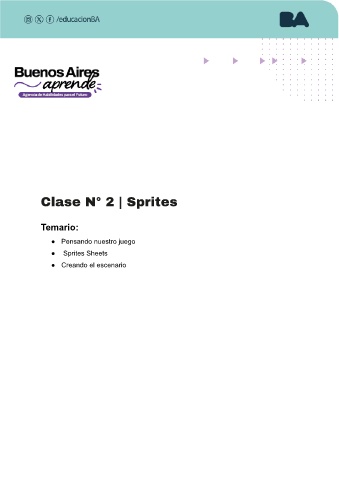 /educacionBA
BA
Buenos Aires
aprende
Agencia de Habilidades para el Futuro
Clase N° 2 | Sprites
Temario:
● Pensando nuestro juego
● Sprites Sheets
● Creando el escenario